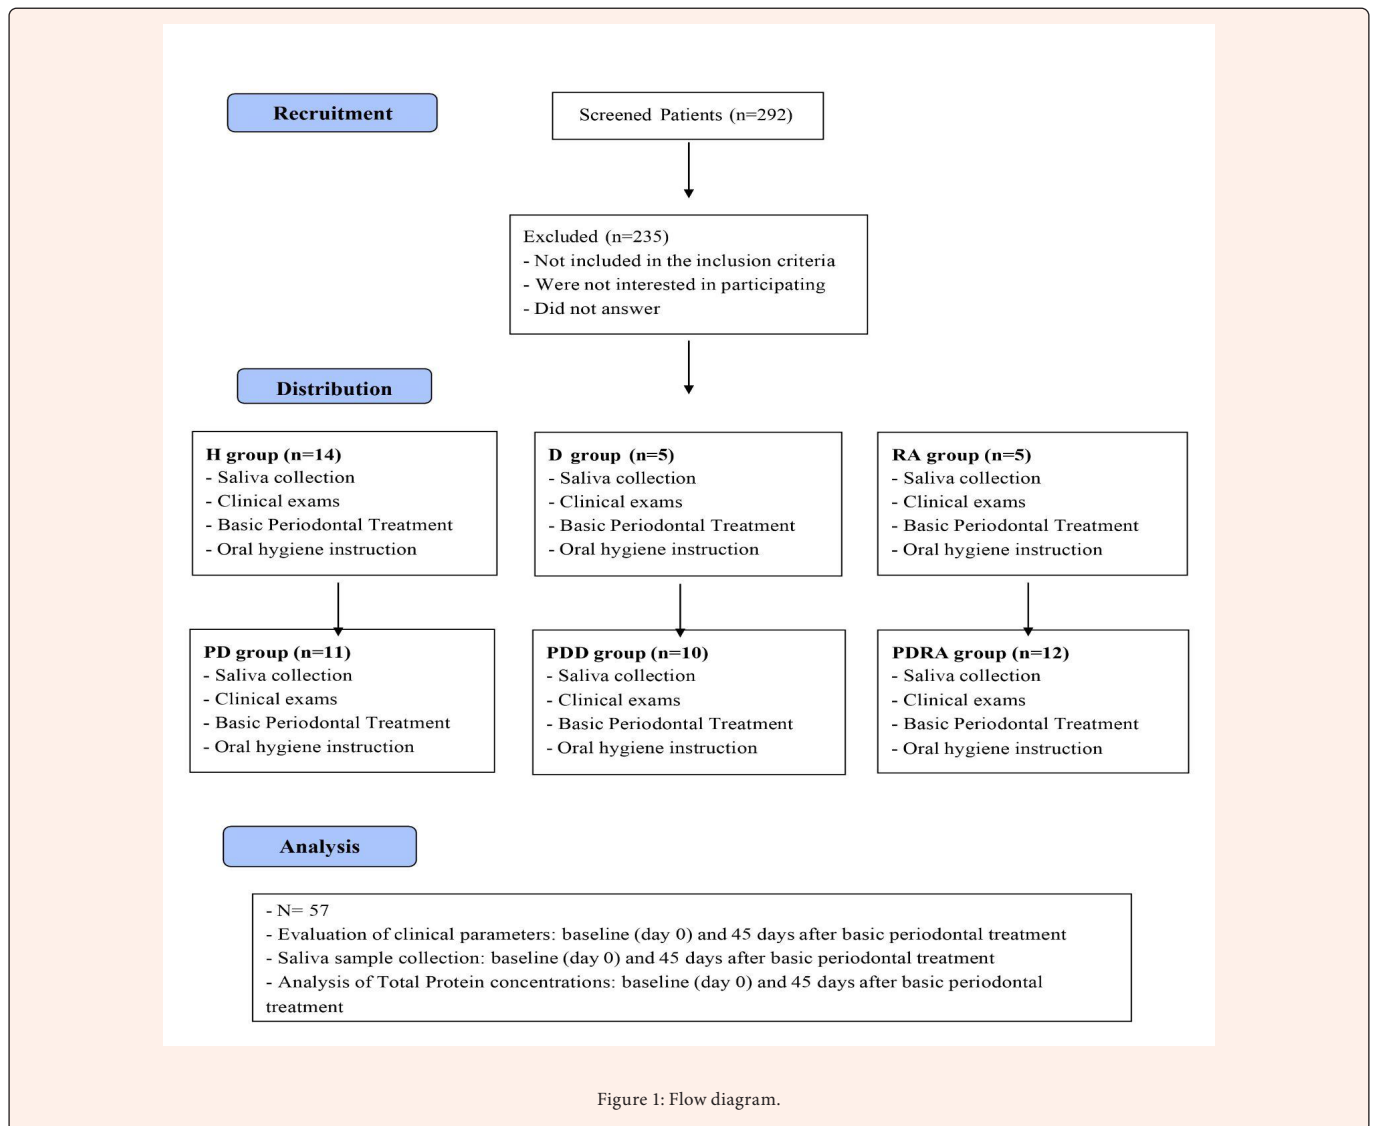 Recruitment
Screened Patients (n=292)
Excluded (n=235)
- Not included in the inclusion criteria
- Were not interested in participating
- Did not answer
Distribution
H group (n=14)
- Saliva collection
- Clinical exams
- Basic Periodontal Treatment
- Oral hygiene instruction
D group (n=5)
- Saliva collection
- Clinical exams
- Basic Periodontal Treatment
- Oral hygiene instruction
RA group (n=5)
- Saliva collection
- Clinical exams
- Basic Periodontal Treatment
- Oral hygiene instruction
PD group (n=11)
- Saliva collection
- Clinical exams
- Basic Periodontal Treatment
- Oral hygiene instruction
PDD group (n=10)
- Saliva collection
- Clinical exams
- Basic Periodontal Treatment
- Oral hygiene instruction
PDRA group (n=12)
- Saliva collection
- Clinical exams
- Basic Periodontal Treatment
- Oral hygiene instruction
Analysis
- N= 57
- Evaluation of clinical parameters: baseline (day 0) and 45 days after basic periodontal treatment
- Saliva sample collection: baseline (day 0) and 45 days after basic periodontal treatment
- Analysis of Total Protein concentrations: baseline (day 0) and 45 days after basic periodontal
treatment
Figure 1: Flow diagram.